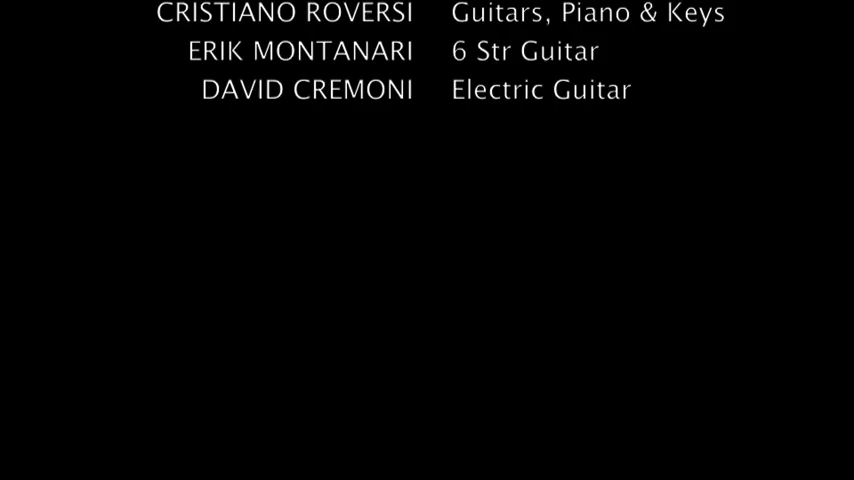 CRISTIANO ROVERSI Guitars, Piano & Keys
ERIK MONTANARI 6 Str Guitar
DAVID CREMONI Electric Guitar